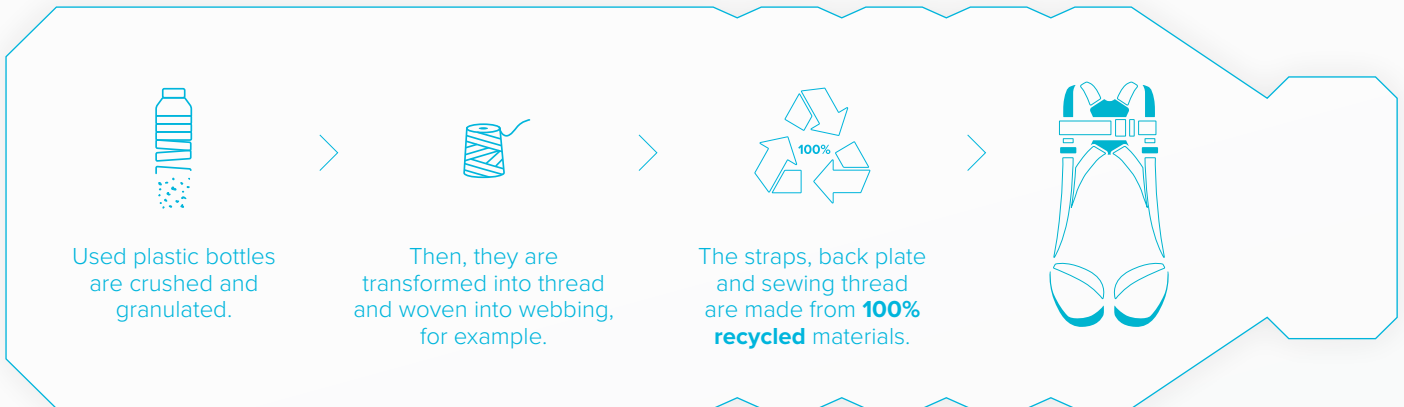 100%
Used plastic bottles
are crushed and
granulated.
Then, they are
transformed into thread
and woven into webbing,
for example.
The straps, back plate
and sewing thread
are made from 100%
recycled materials.